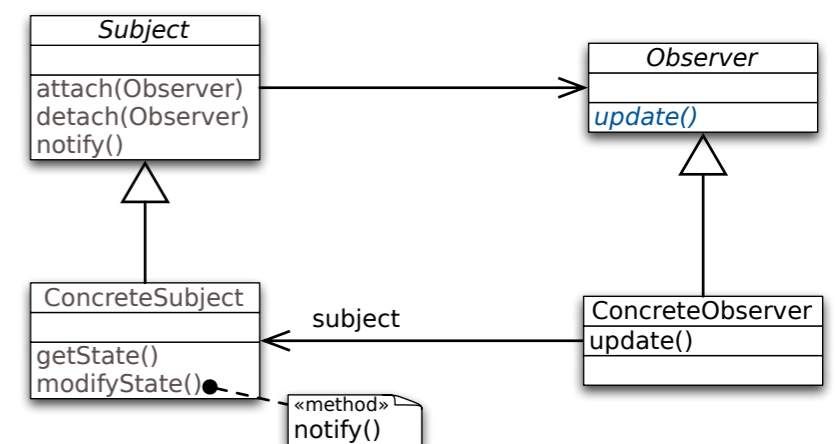 Subject
attach(Observer)
detach(Observer)
notify()
Observer
update()
ConcreteSubject
getState()
modifyState()
subject
ConcreteObserver
update()
«method»
notify()